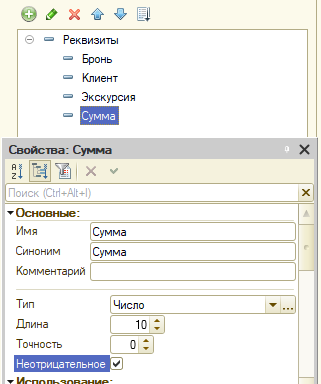 Реквизиты
Бронь
Клиент
Экскурсия
Сумма
Свойства: Сумма
Поиск (Ctrl+Alt+I)
Основные:
Имя Сумма
Синоним Сумма
Комментарий
Тип Число ...
Длина 10
Точность 0
Неотрицательное
Использование: